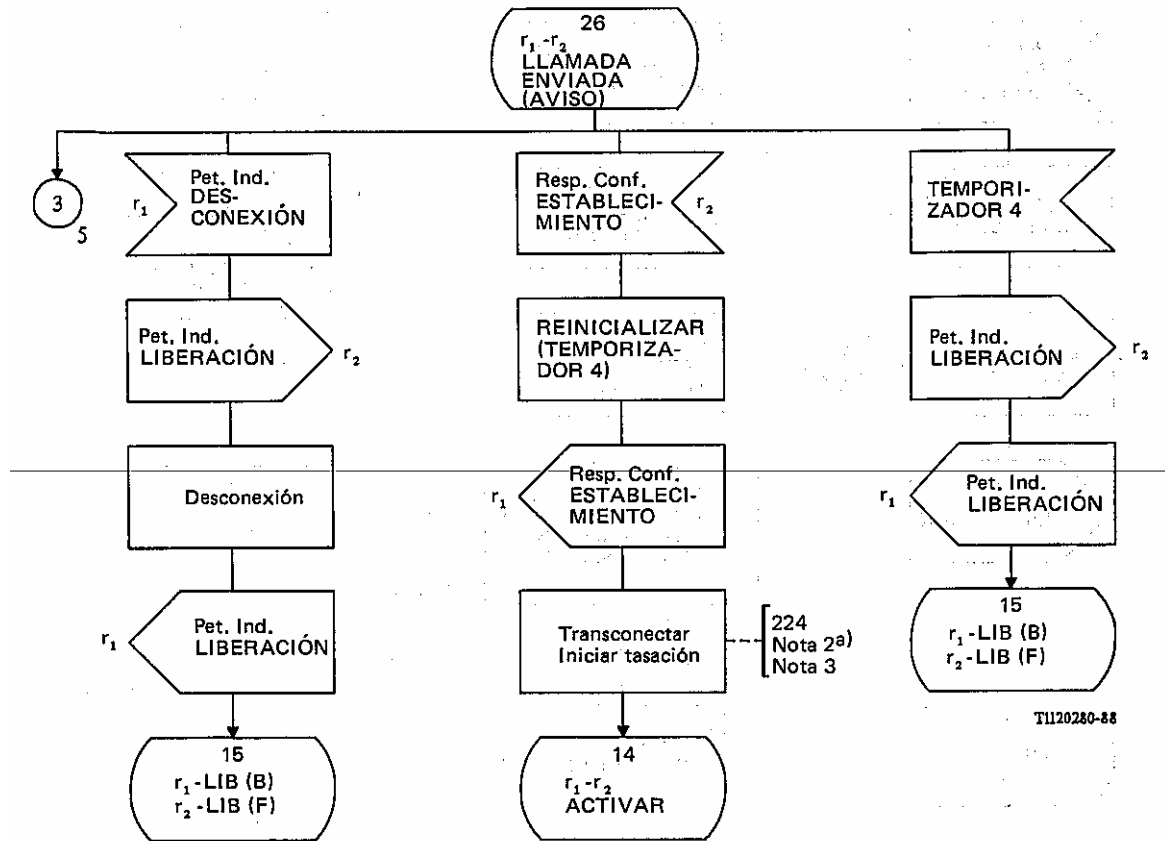 26
r₁ -r₂
LLAMADA
ENVIADA
(AVISO)
3
5
r₁
Pet. Ind.
DES-
CONEXIÓN
Resp. Conf.
ESTABLECI-
MIENTO
r₂
TEMPORI-
ZADOR 4
Pet. Ind.
LIBERACIÓN
r₂
REINICIALIZAR
(TEMPORIZA-
DOR 4)
Pet. Ind.
LIBERACIÓN
r₂
Desconexión
r₁
Resp. Conf.
ESTABLECI-
MIENTO
r₁
Pet. Ind.
LIBERACIÓN
r₁
Pet. Ind.
LIBERACIÓN
Transconectar
Iniciar tasación
224
Nota 2ᵃ⁾
Nota 3
15
r₁ -LIB (B)
r₂ -LIB (F)
T1120280-88
15
r₁ -LIB (B)
r₂ -LIB (F)
14
r₁ -r₂
ACTIVAR